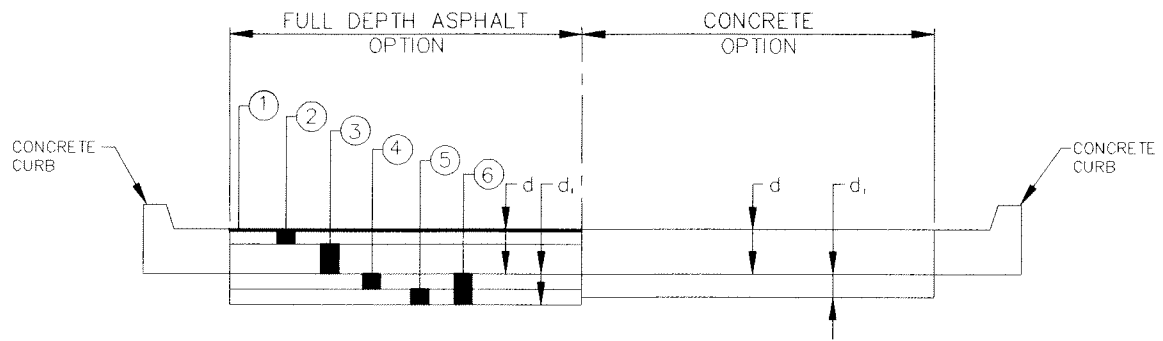 FULL DEPTH ASPHALT
OPTION
CONCRETE
OPTION
1
2
3
4
5
6
CONCRETE
CURB
d
d₁
d
d₁
CONCRETE
CURB